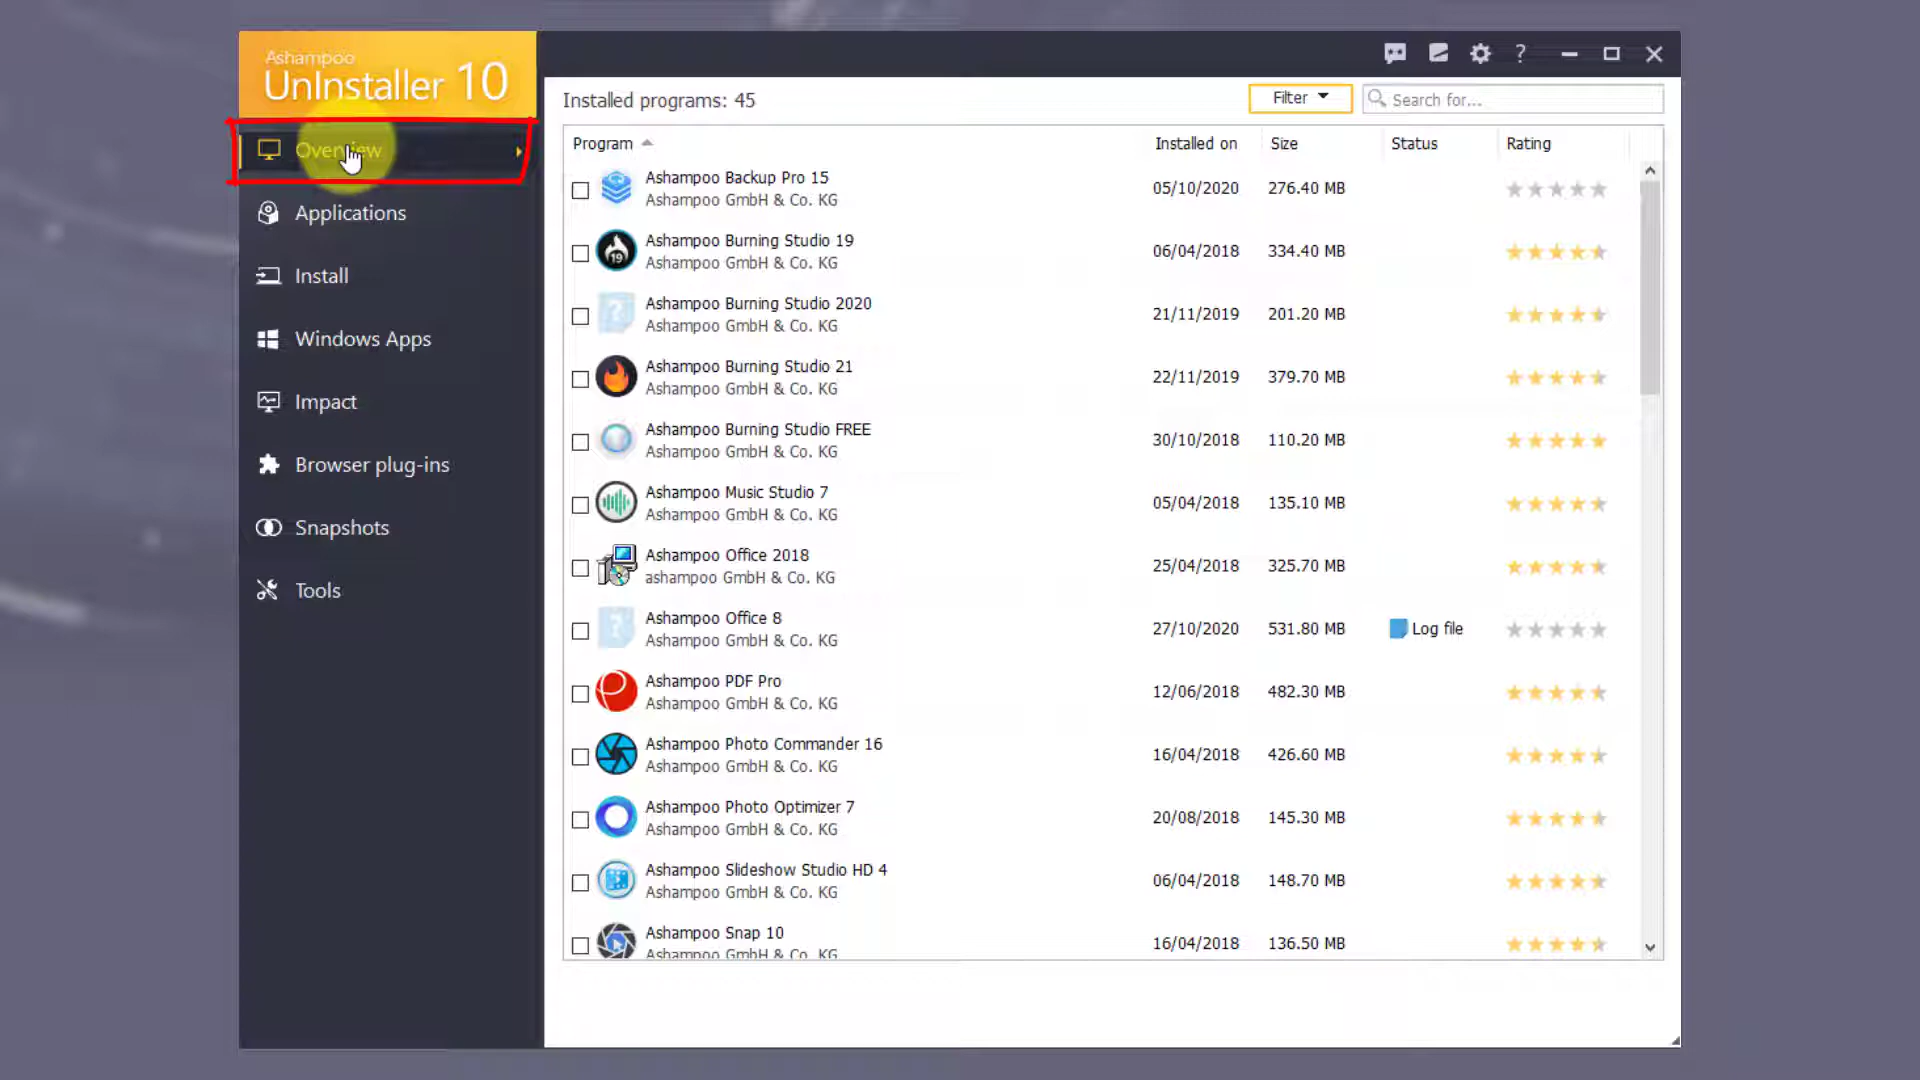 Ashampoo
UnInstaller 10
Overview
Applications
Install
Windows Apps
Impact
Browser plug-ins
Snapshots
Tools
?
Installed programs: 45
Filter
Search for...
Program Installed on Size Status Rating
Ashampoo Backup Pro 15
Ashampoo GmbH & Co. KG
05/10/2020 276.40 MB
Ashampoo Burning Studio 19
Ashampoo GmbH & Co. KG
06/04/2018 334.40 MB
19
Ashampoo Burning Studio 2020
Ashampoo GmbH & Co. KG
21/11/2019 201.20 MB
?
Ashampoo Burning Studio 21
Ashampoo GmbH & Co. KG
22/11/2019 379.70 MB
Ashampoo Burning Studio FREE
Ashampoo GmbH & Co. KG
30/10/2018 110.20 MB
Ashampoo Music Studio 7
Ashampoo GmbH & Co. KG
05/04/2018 135.10 MB
Ashampoo Office 2018
ashampoo GmbH & Co. KG
25/04/2018 325.70 MB
Ashampoo Office 8
Ashampoo GmbH & Co. KG
27/10/2020 531.80 MB Log file
?
Ashampoo PDF Pro
Ashampoo GmbH & Co. KG
12/06/2018 482.30 MB
Ashampoo Photo Commander 16
Ashampoo GmbH & Co. KG
16/04/2018 426.60 MB
Ashampoo Photo Optimizer 7
Ashampoo GmbH & Co. KG
20/08/2018 145.30 MB
Ashampoo Slideshow Studio HD 4
Ashampoo GmbH & Co. KG
06/04/2018 148.70 MB
Ashampoo Snap 10
Ashampoo GmbH & Co. KG
16/04/2018 136.50 MB